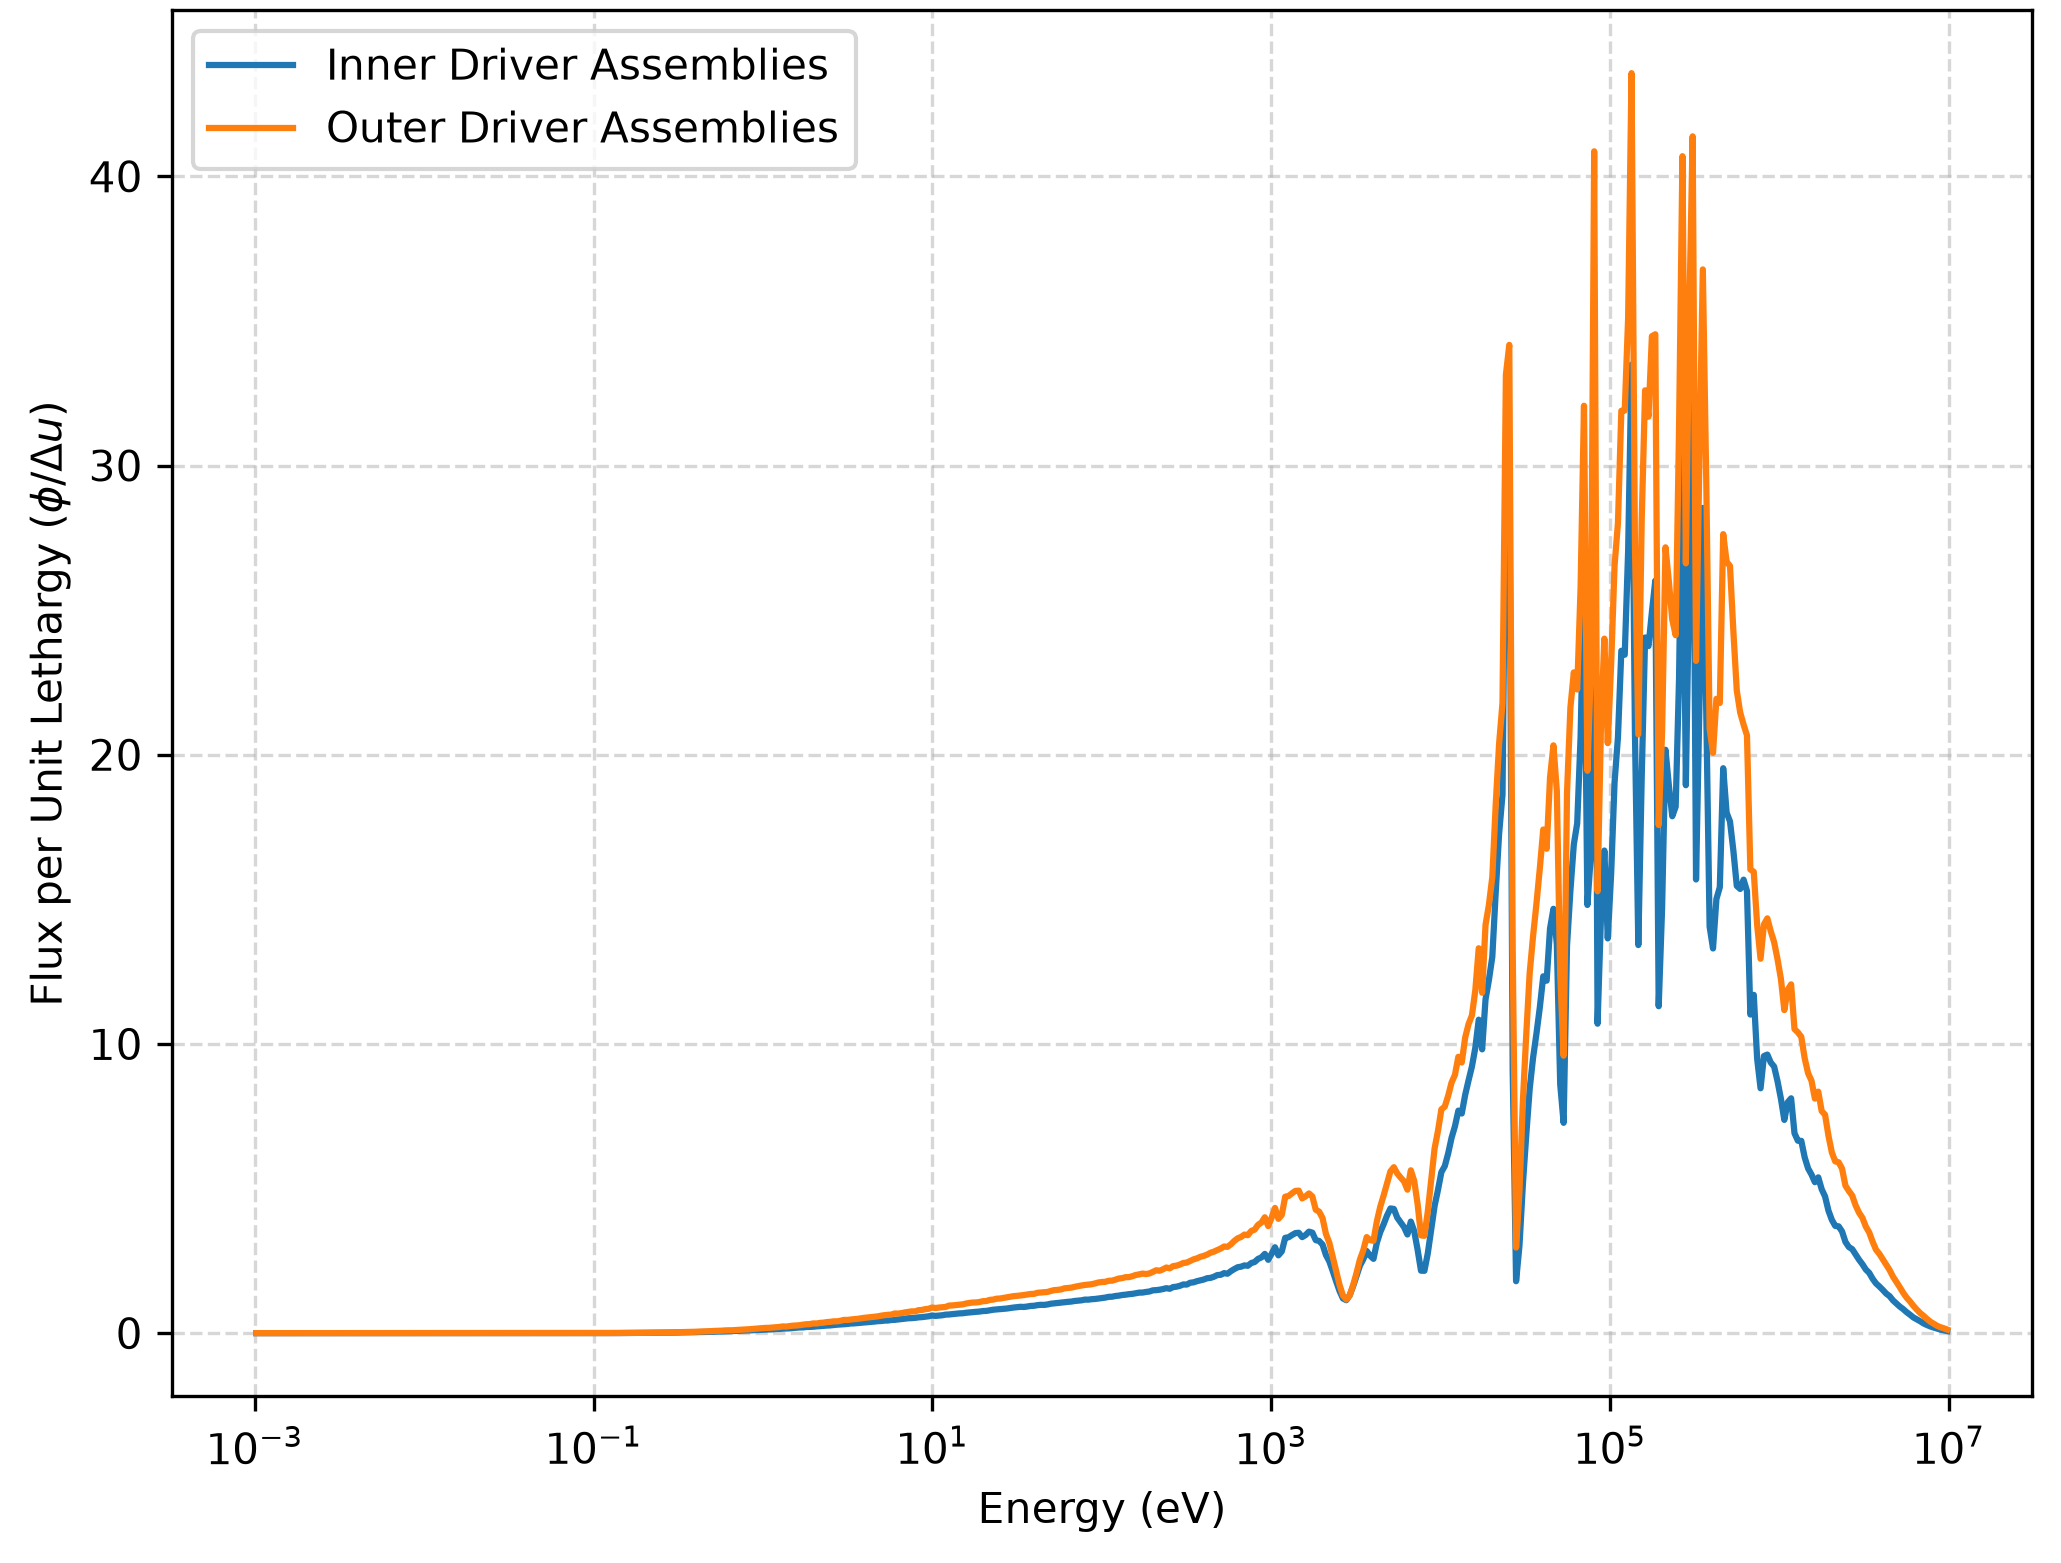 Inner Driver Assemblies
Outer Driver Assemblies
Flux per Unit Lethargy (ϕ/Δu)
40
30
20
10
0
10⁻³ 10⁻¹ 10¹ 10³ 10⁵ 10⁷
Energy (eV)